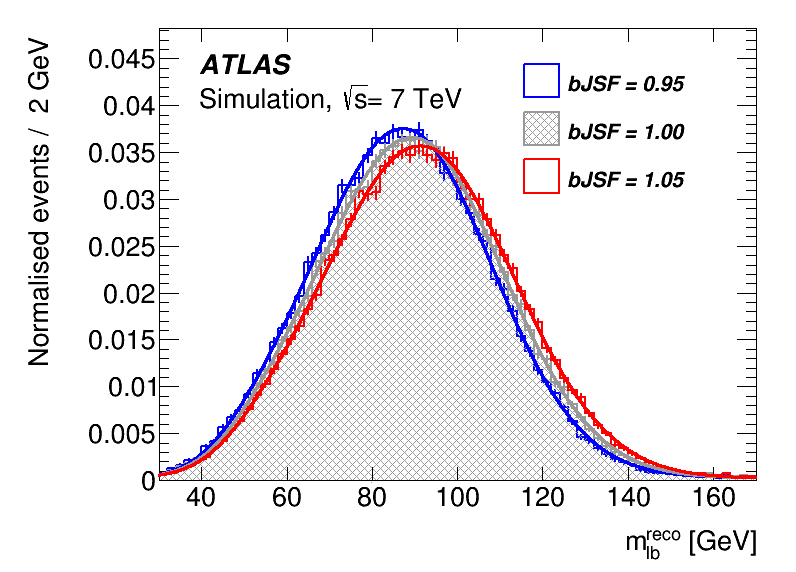 Normalised events / 2 GeV
0.045
0.04
0.035
0.03
0.025
0.02
0.015
0.01
0.005
0
ATLAS
Simulation, √s= 7 TeV
bJSF = 0.95
bJSF = 1.00
bJSF = 1.05
40 60 80 100 120 140 160
m_lb^reco [GeV]